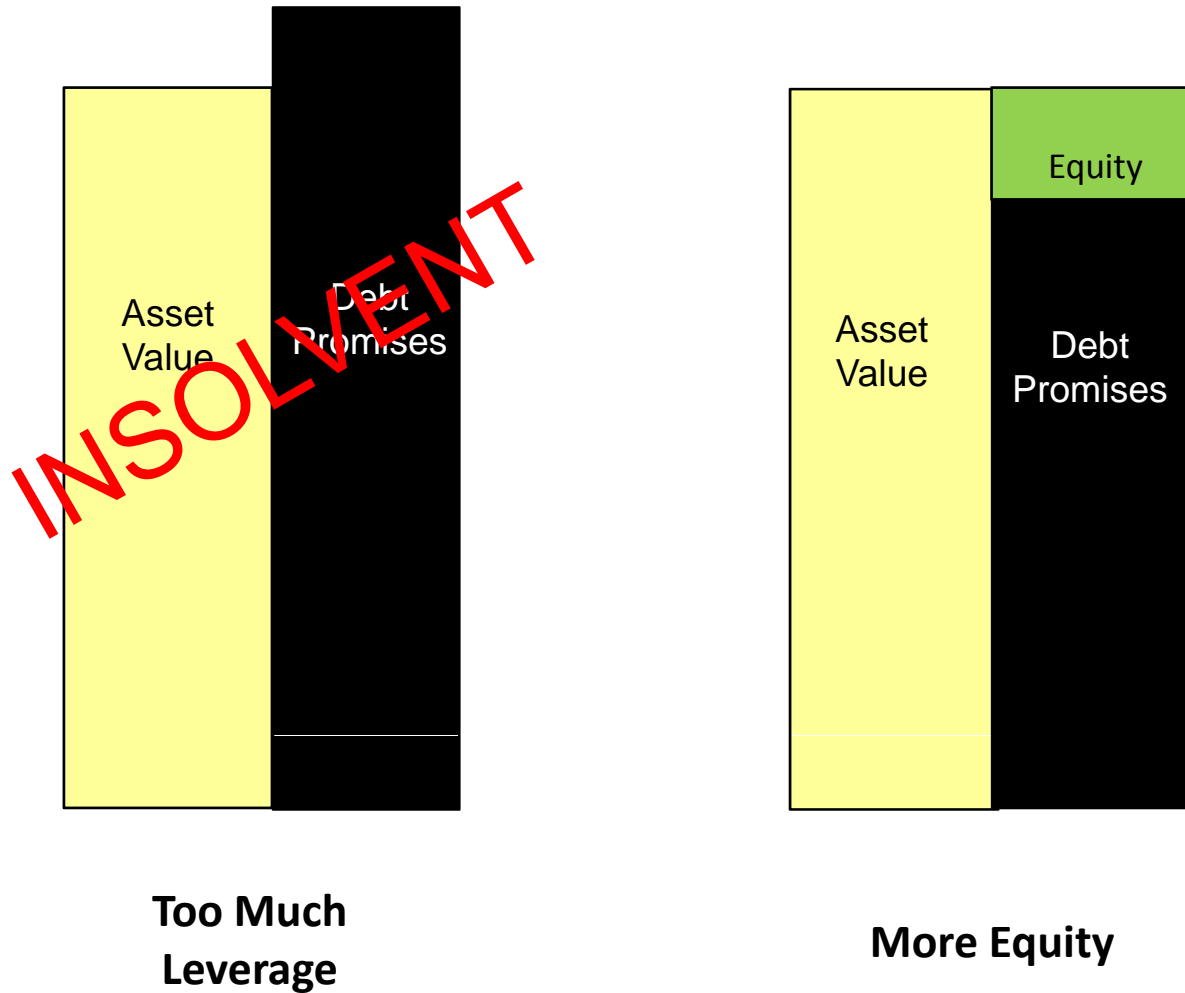 Asset
Value
Debt
Promises
INSOLVENT
Too Much
Leverage
Equity
Asset
Value
Debt
Promises
More Equity